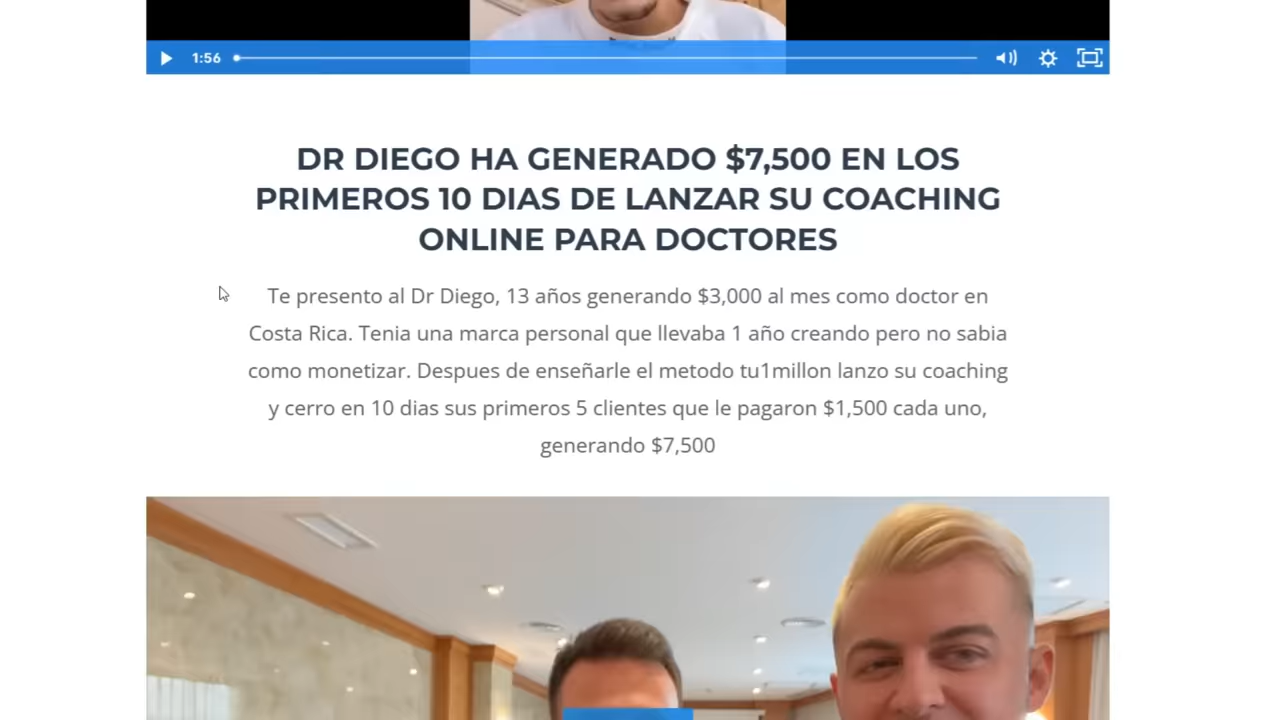 1:56
DR DIEGO HA GENERADO $7,500 EN LOS
PRIMEROS 10 DIAS DE LANZAR SU COACHING
ONLINE PARA DOCTORES
Te presento al Dr Diego, 13 años generando $3,000 al mes como doctor en
Costa Rica. Tenia una marca personal que llevaba 1 año creando pero no sabia
como monetizar. Despues de enseñarle el metodo tu1millon lanzo su coaching
y cerro en 10 dias sus primeros 5 clientes que le pagaron $1,500 cada uno,
generando $7,500